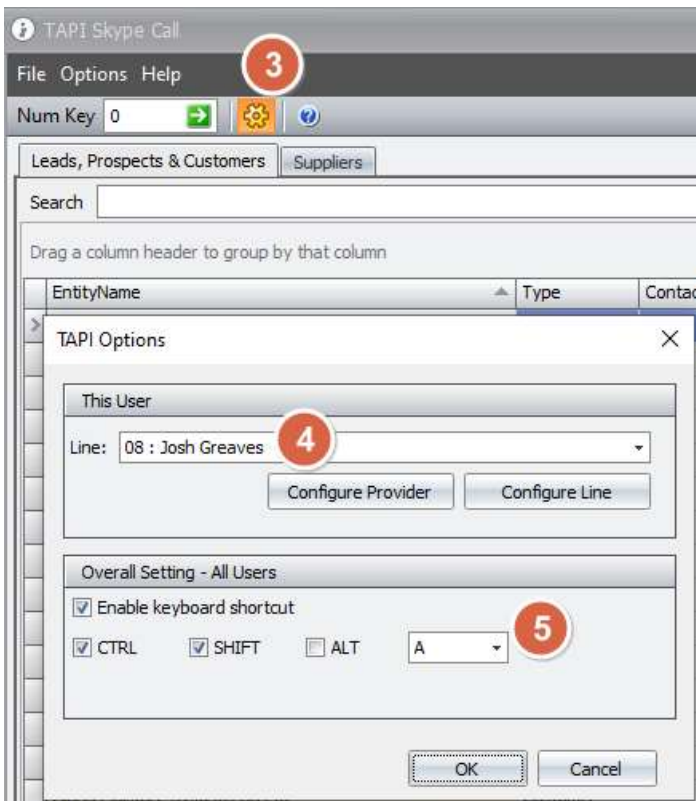 TAPI Skype Call
File Options Help
3
Num Key 0
Leads, Prospects & Customers Suppliers
Search
Drag a column header to group by that column
EntityName Type Contac
TAPI Options
This User
Line: 08 : Josh Greaves 4
Configure Provider Configure Line
Overall Setting - All Users
Enable keyboard shortcut
CTRL SHIFT ALT A 5
OK Cancel